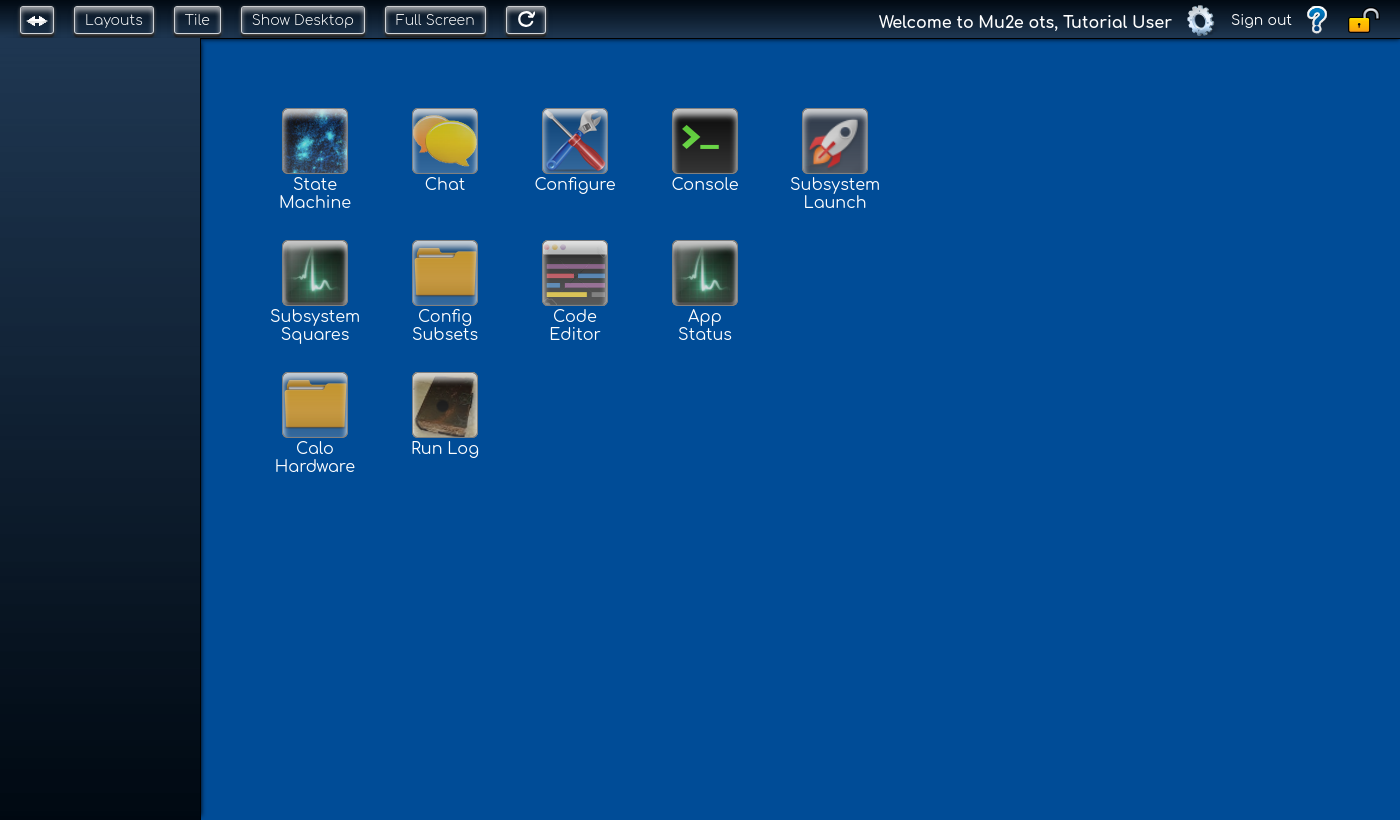 Layouts
Tile
Show Desktop
Full Screen
Welcome to Mu2e ots, Tutorial User
Sign out
State
Machine
Chat
Configure
Console
Subsystem
Launch
Subsystem
Squares
Config
Subsets
Code
Editor
App
Status
Calo
Hardware
Run Log